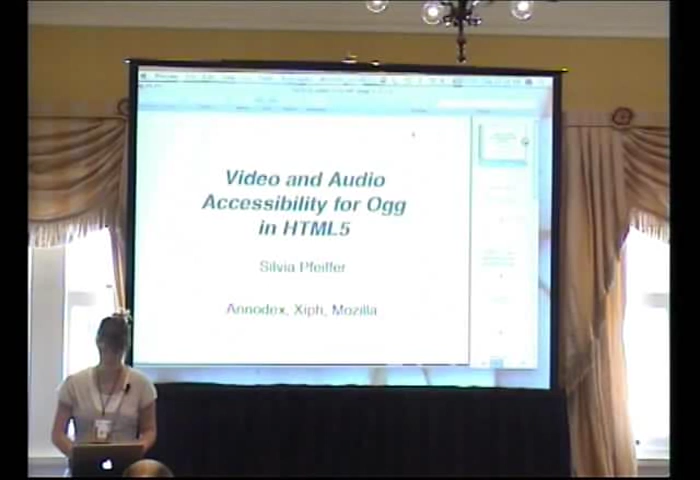 Video and Audio
Accessibility for Ogg
in HTML5
Silvia Pfeiffer
Annodex, Xiph, Mozilla